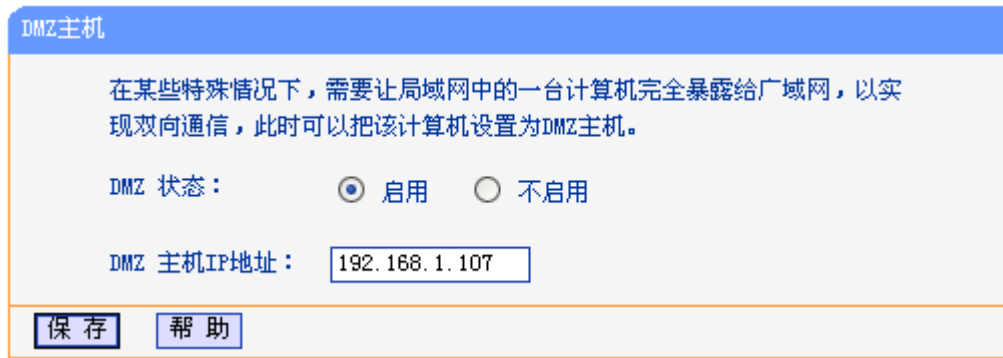 DMZ主机
在某些特殊情况下，需要让局域网中的一台计算机完全暴露给广域网，以实
现双向通信，此时可以把该计算机设置为DMZ主机。
DMZ 状态： 启用 不启用
DMZ 主机IP地址： 192.168.1.107
保 存 帮 助